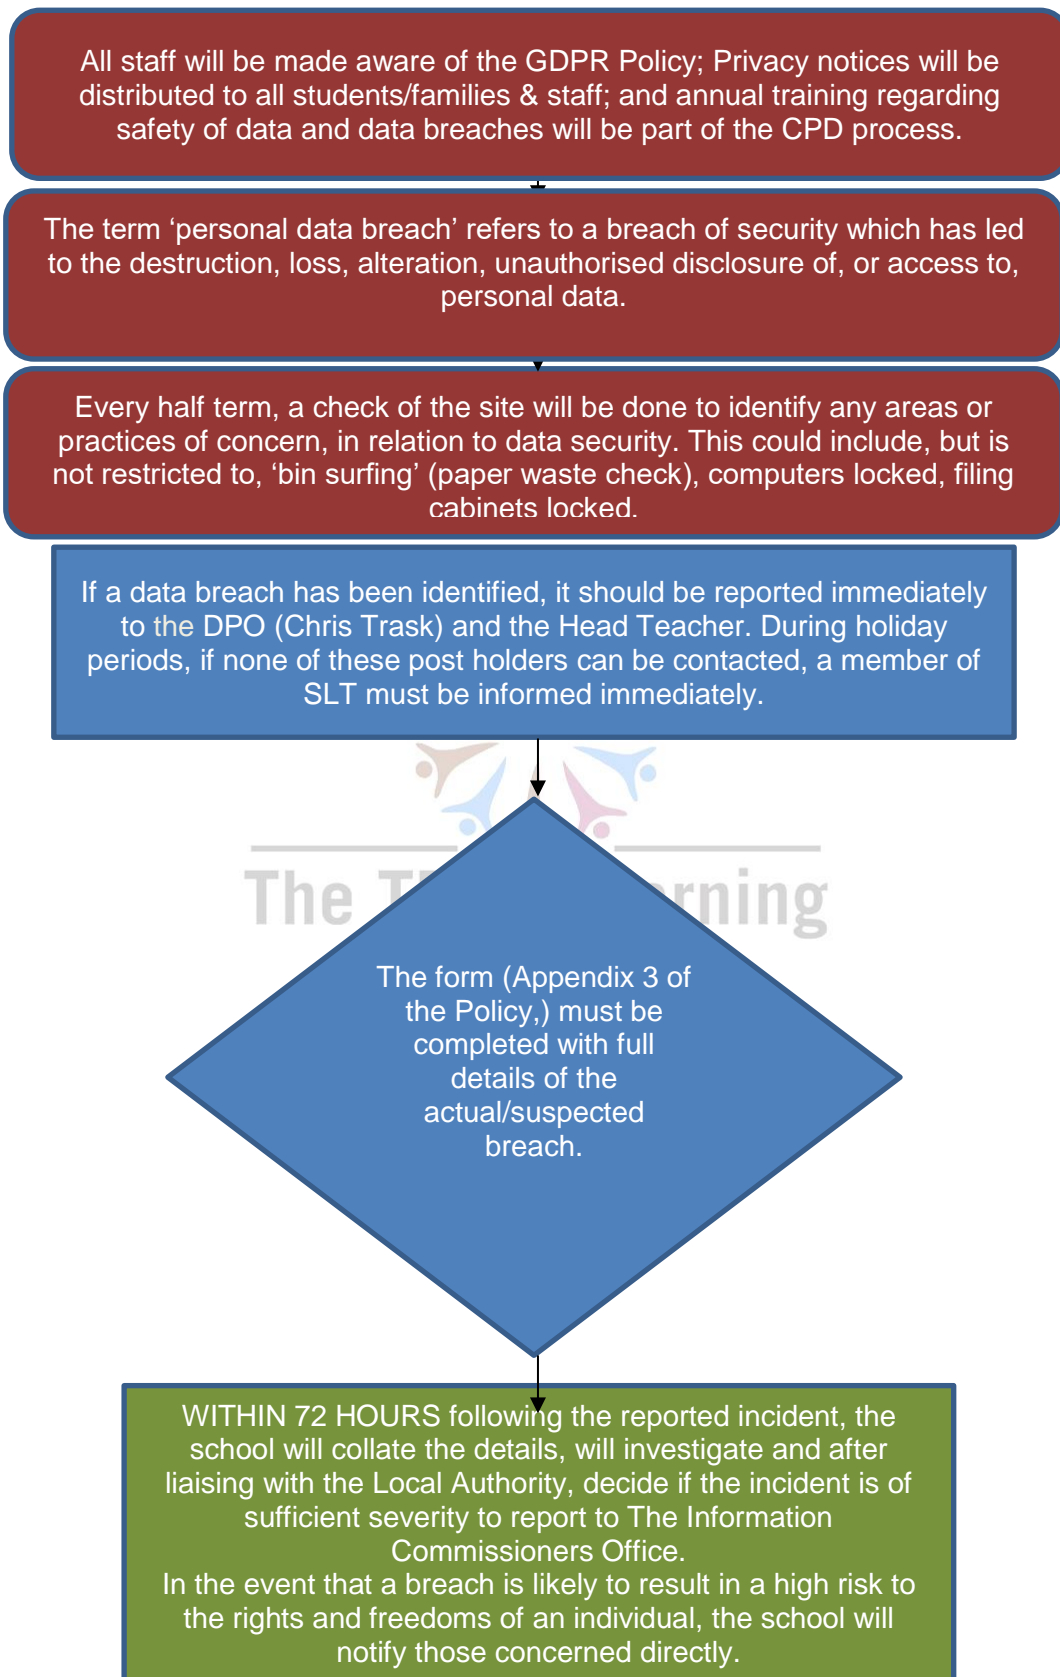 All staff will be made aware of the GDPR Policy; Privacy notices will be
distributed to all students/families & staff; and annual training regarding
safety of data and data breaches will be part of the CPD process.
The term ‘personal data breach’ refers to a breach of security which has led
to the destruction, loss, alteration, unauthorised disclosure of, or access to,
personal data.
Every half term, a check of the site will be done to identify any areas or
practices of concern, in relation to data security. This could include, but is
not restricted to, ‘bin surfing’ (paper waste check), computers locked, filing
cabinets locked.
If a data breach has been identified, it should be reported immediately
to the DPO (Chris Trask) and the Head Teacher. During holiday
periods, if none of these post holders can be contacted, a member of
SLT must be informed immediately.
The
The form (Appendix 3 of
the Policy,) must be
completed with full
details of the
actual/suspected
breach.
WITHIN 72 HOURS following the reported incident, the
school will collate the details, will investigate and after
liaising with the Local Authority, decide if the incident is of
sufficient severity to report to The Information
Commissioners Office.
In the event that a breach is likely to result in a high risk to
the rights and freedoms of an individual, the school will
notify those concerned directly.